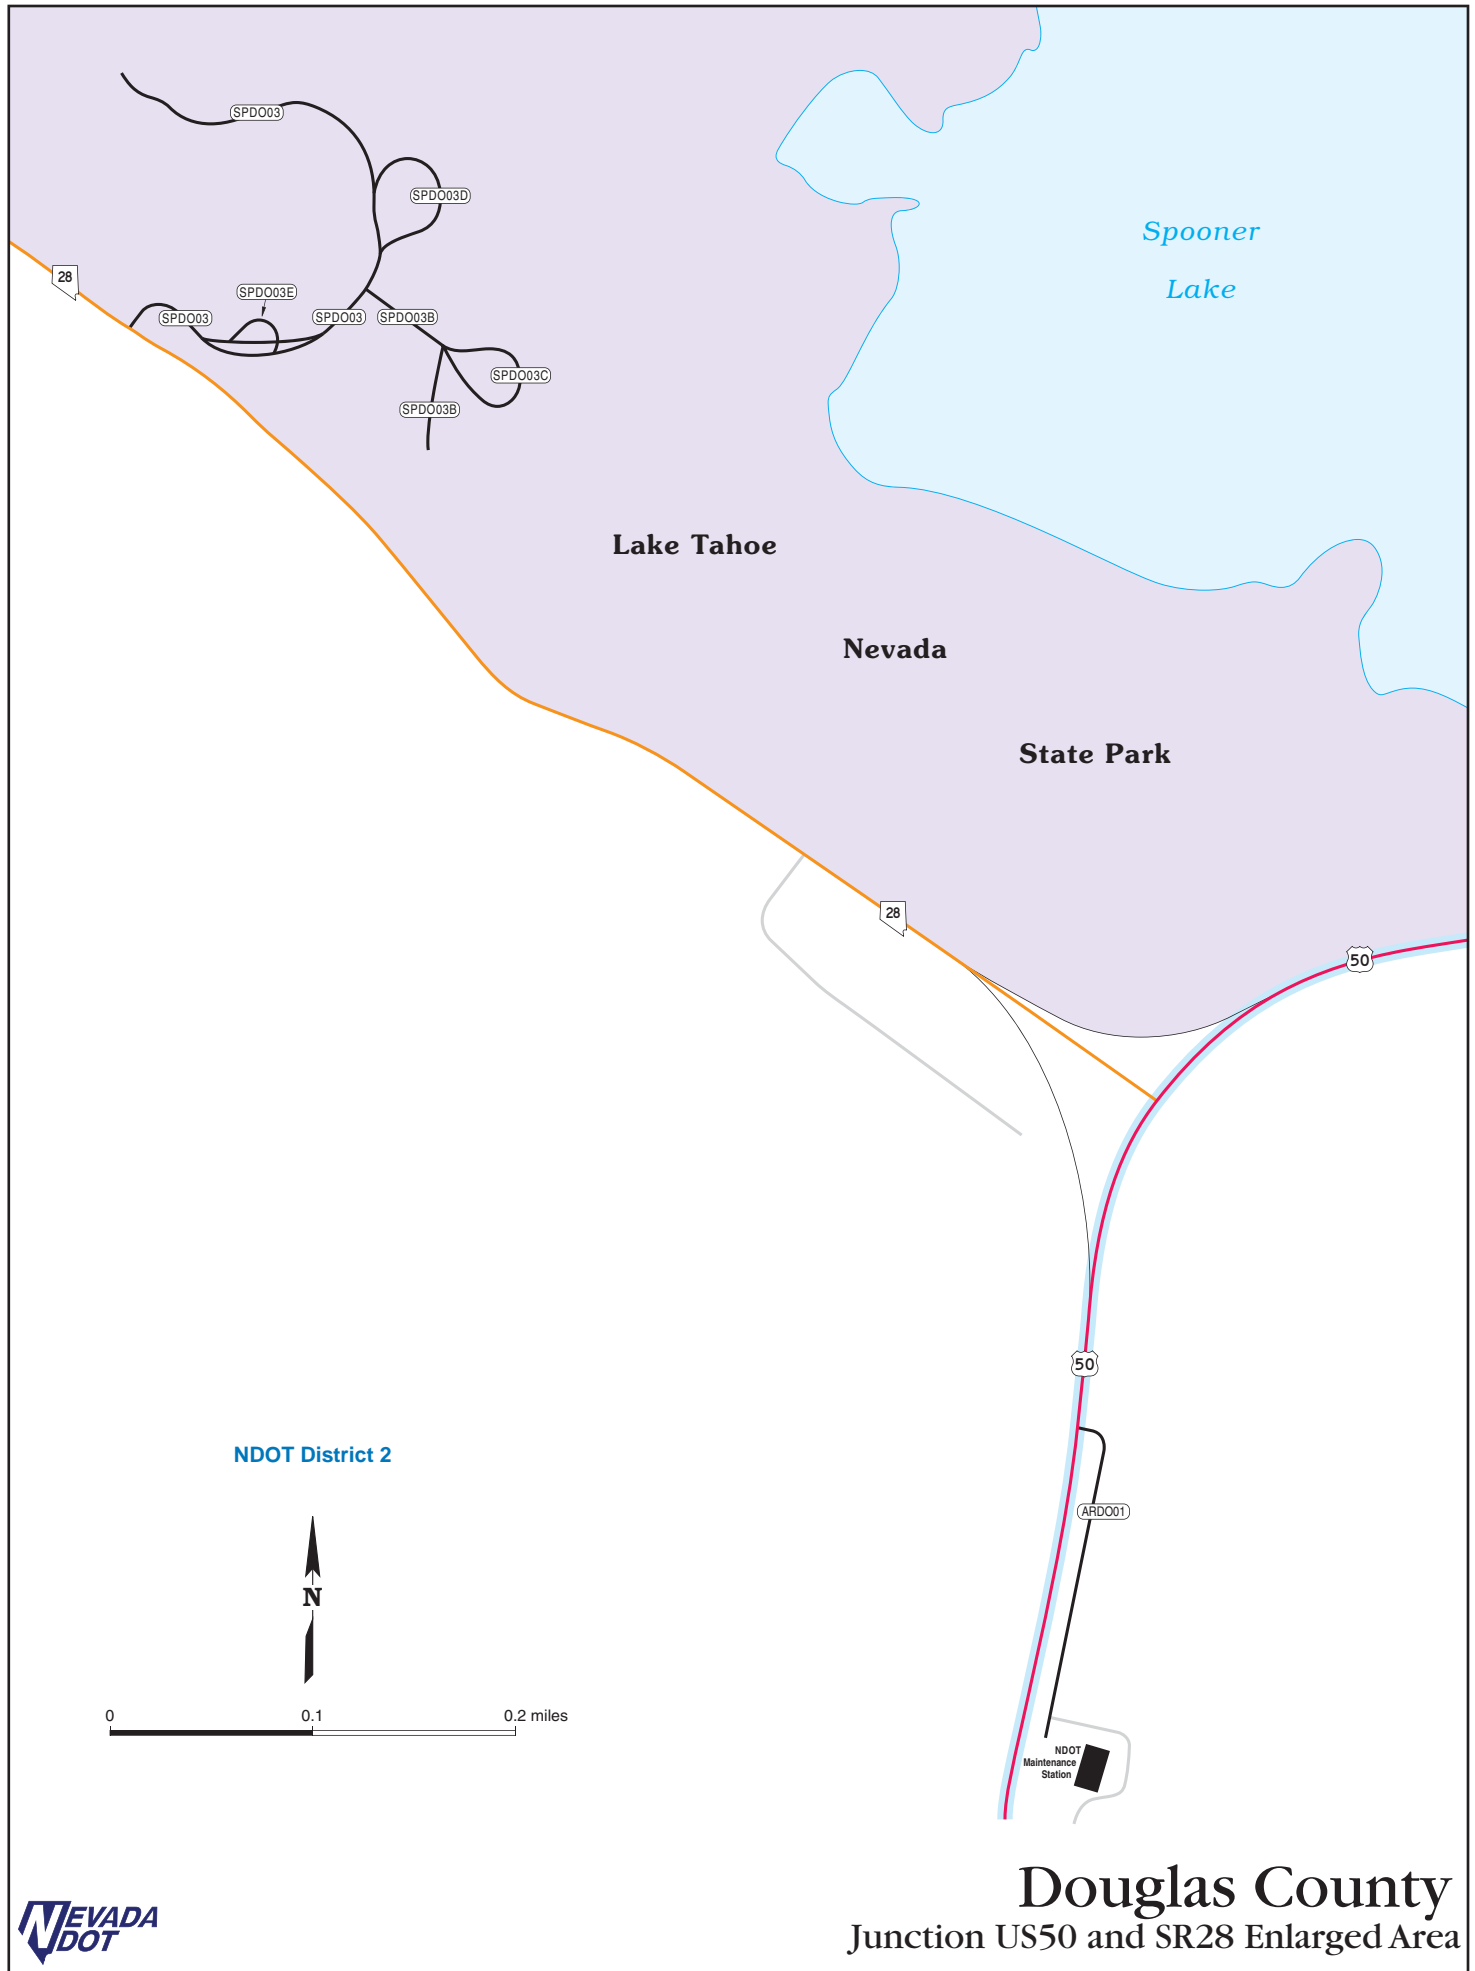 SPDO03
SPDO03D
Spooner
Lake
28
SPDO03E
SPDO03
SPDO03
SPDO03B
SPDO03C
SPDO03B
Lake Tahoe
Nevada
State Park
28
50
50
NDOT District 2
ARDO01
N
0 0.1 0.2 miles
NDOT
Maintenance
Station
Douglas County
Junction US50 and SR28 Enlarged Area
NEVADA
DOT